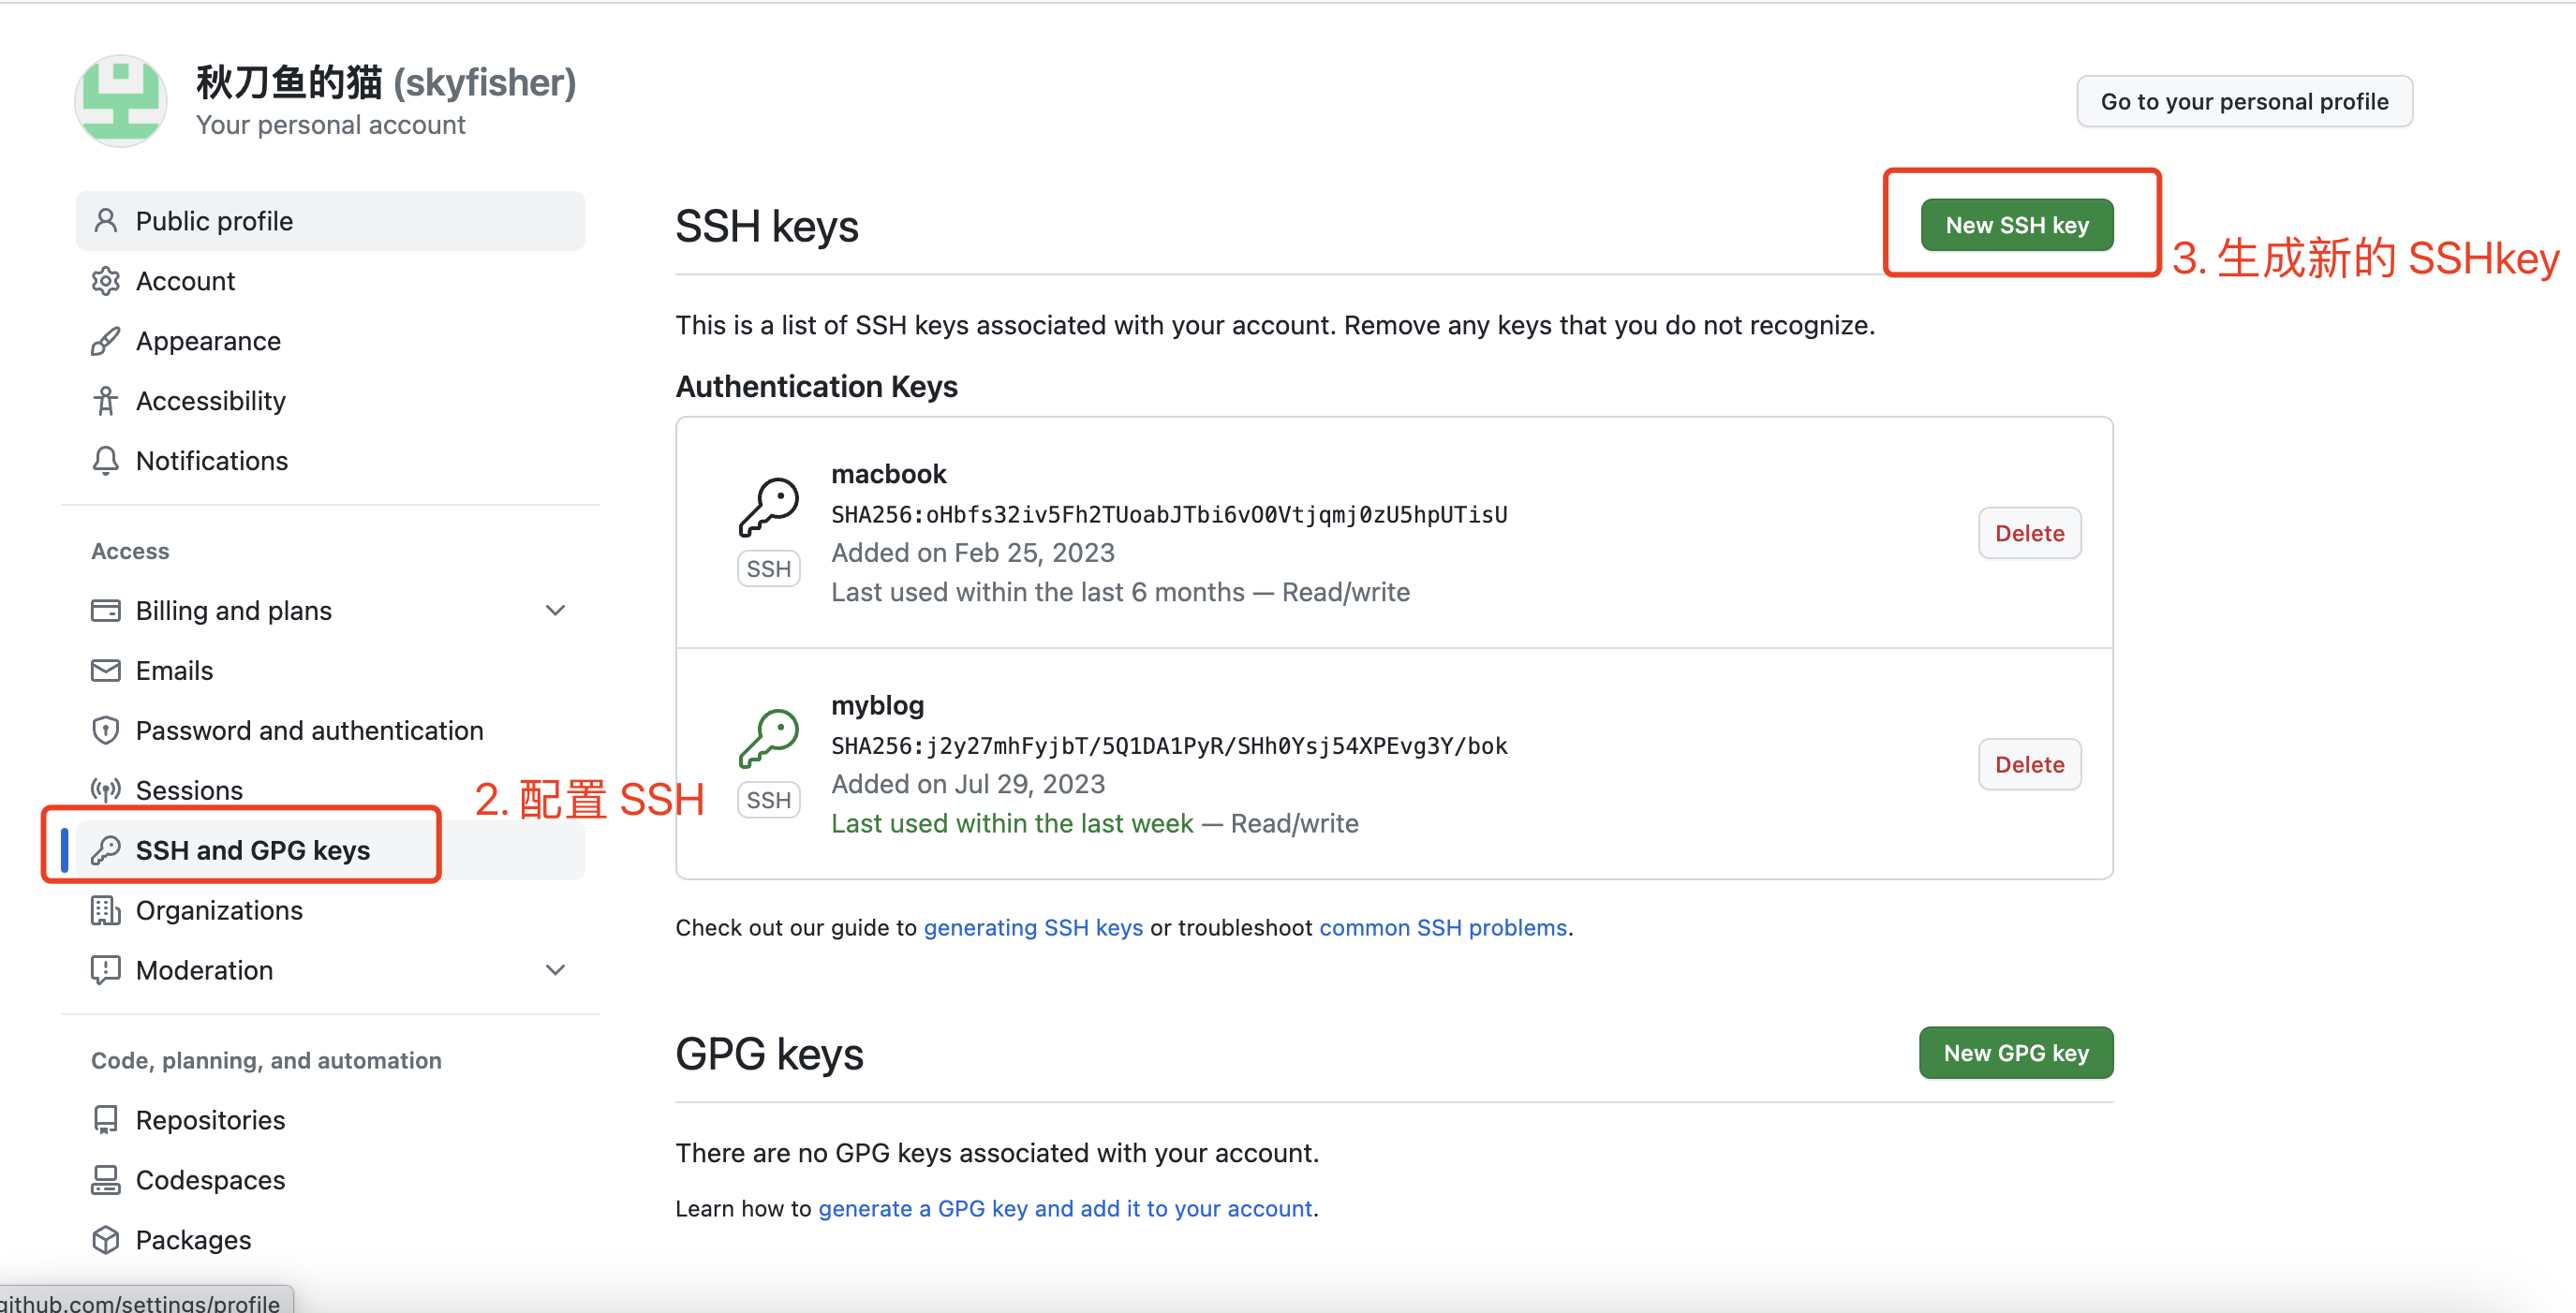 秋刀鱼的猫 (skyfisher)
Your personal account
Go to your personal profile
Public profile
Account
Appearance
Accessibility
Notifications
Access
Billing and plans
Emails
Password and authentication
Sessions
2. 配置 SSH
SSH and GPG keys
Organizations
Moderation
Code, planning, and automation
Repositories
Codespaces
Packages
github.com/settings/profile
SSH keys
New SSH key
3. 生成新的 SSHkey
This is a list of SSH keys associated with your account. Remove any keys that you do not recognize.
Authentication Keys
macbook
SHA256:oHbfs32iv5Fh2TUoabJTbi6vO0Vtjqmj0zU5hpUTisU
Added on Feb 25, 2023
Last used within the last 6 months — Read/write
SSH
Delete
myblog
SHA256:j2y27mhFyjbT/5Q1DA1PyR/SHh0Ysj54XPEvg3Y/bok
Added on Jul 29, 2023
Last used within the last week — Read/write
SSH
Delete
Check out our guide to generating SSH keys or troubleshoot common SSH problems.
GPG keys
New GPG key
There are no GPG keys associated with your account.
Learn how to generate a GPG key and add it to your account.